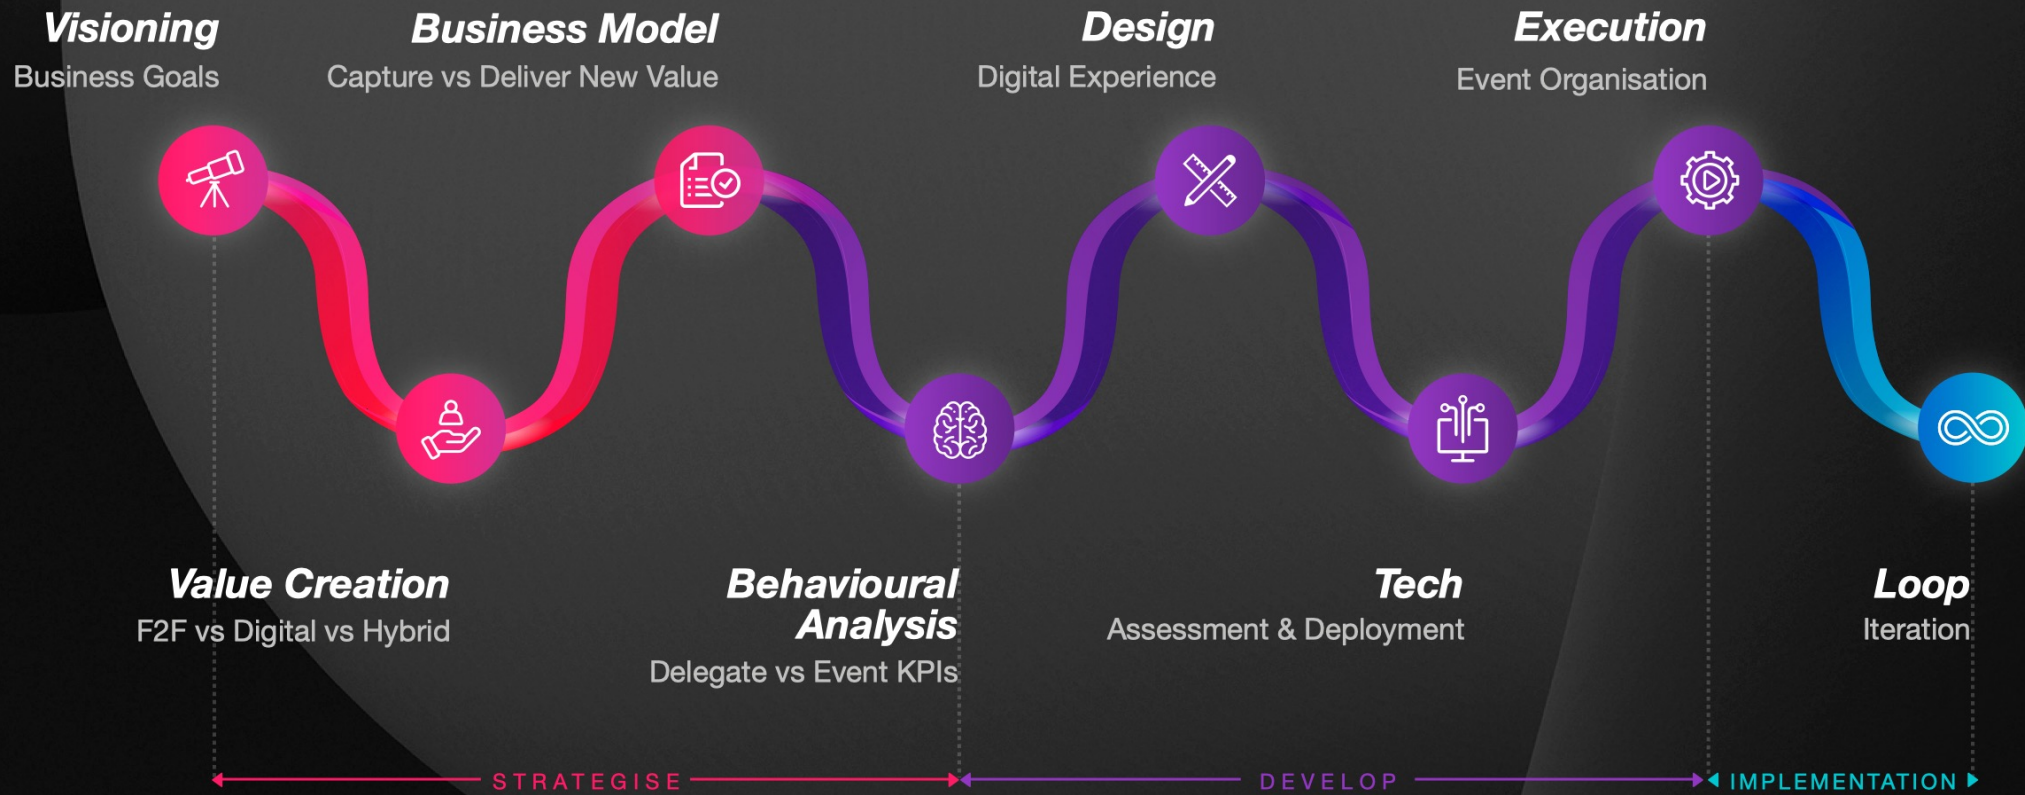 Visioning
Business Goals
Business Model
Capture vs Deliver New Value
Design
Digital Experience
Execution
Event Organisation
Value Creation
F2F vs Digital vs Hybrid
Behavioural
Analysis
Delegate vs Event KPIs
Tech
Assessment & Deployment
Loop
Iteration
STRATEGISE
DEVELOP
IMPLEMENTATION